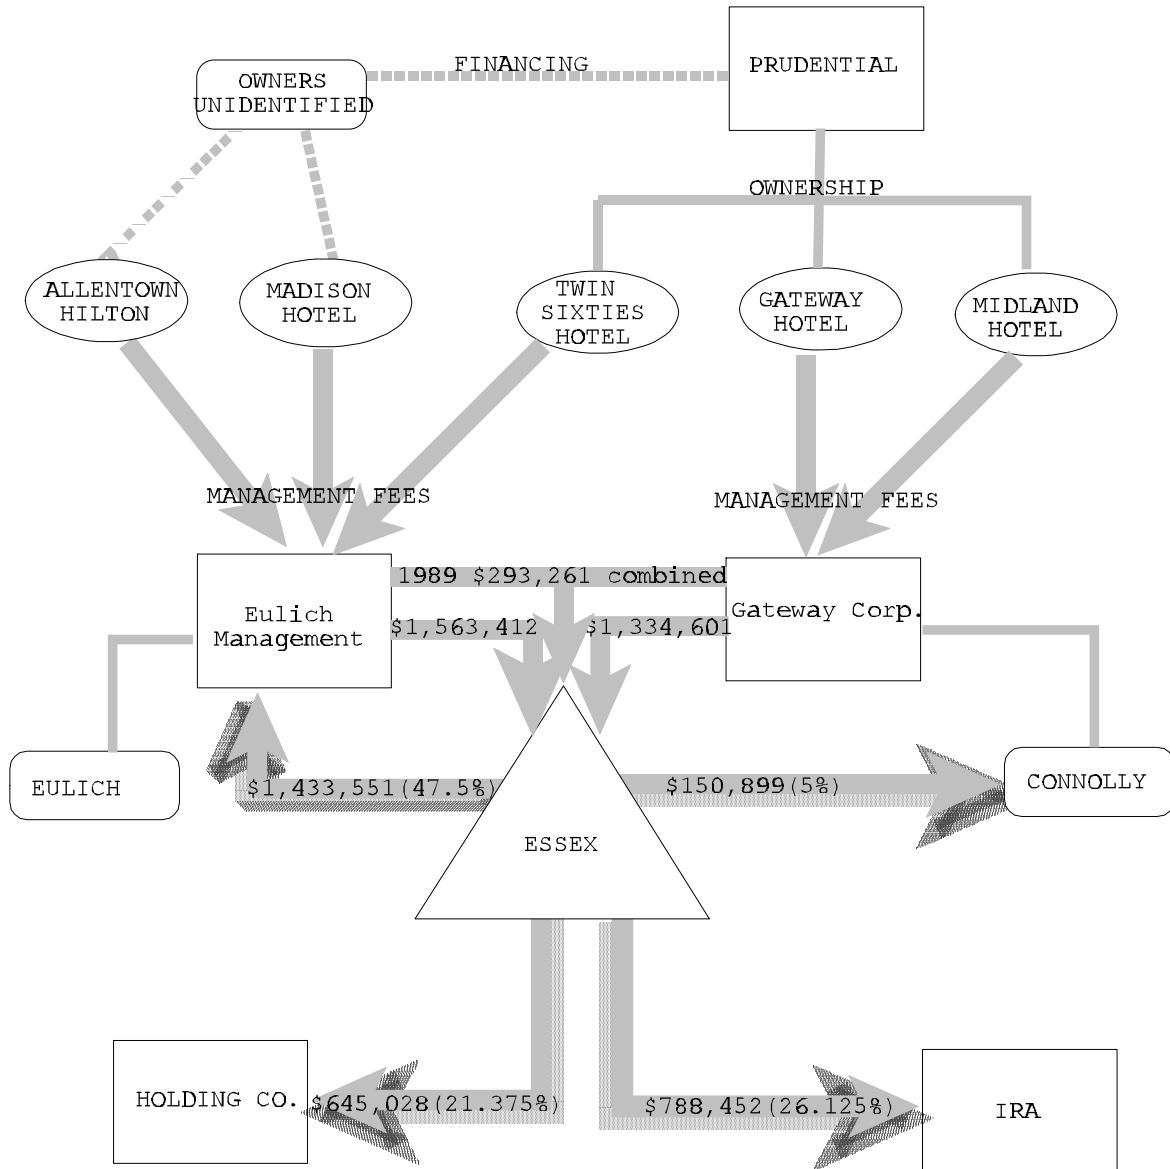 FINANCING
PRUDENTIAL
OWNERS
UNIDENTIFIED
OWNERSHIP
ALLENTOWN
HILTON
MADISON
HOTEL
TWIN
SIXTIES
HOTEL
GATEWAY
HOTEL
MIDLAND
HOTEL
MANAGEMENT FEES
MANAGEMENT FEES
1989 $293,261 combined
Eulich
Management
Gateway Corp.
$1,563,412
$1,334,601
EULICH
$1,433,551(47.5%)
$150,899(5%)
CONNOLLY
ESSEX
HOLDING CO.
$645,028(21.375%)
$788,452(26.125%)
IRA